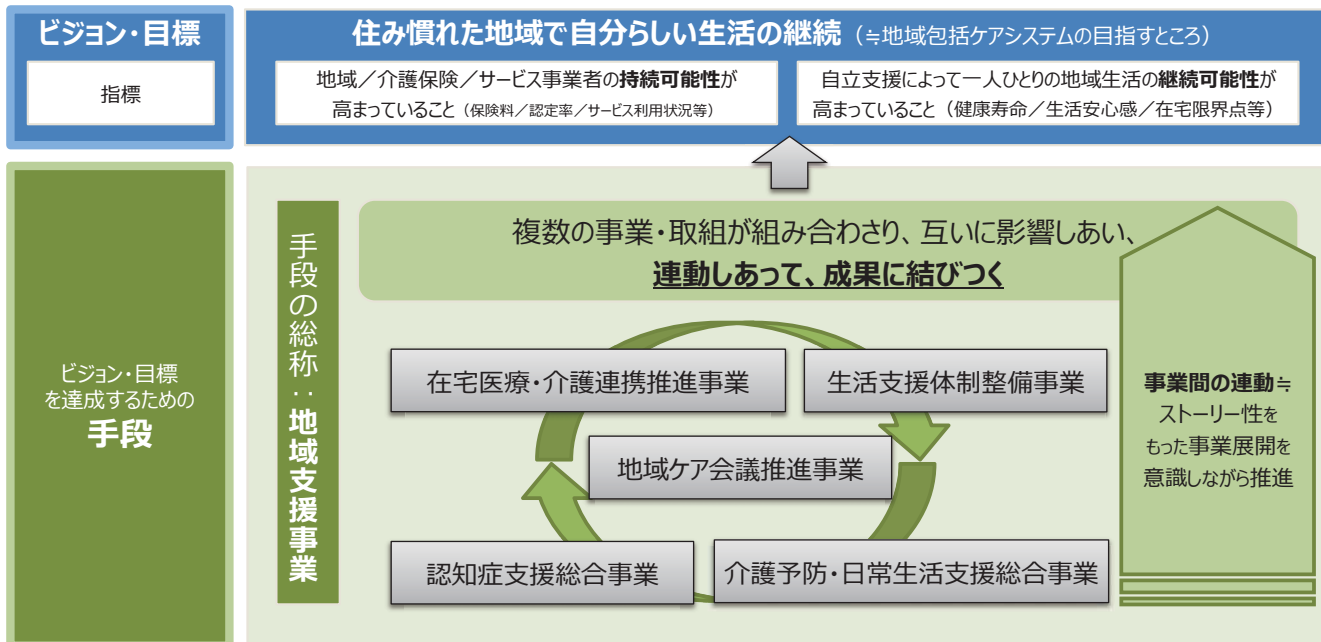 ビジョン・目標
指標
住み慣れた地域で自分らしい生活の継続（≒地域包括ケアシステムの目指すところ）
地域／介護保険／サービス事業者の持続可能性が
高まっていること（保険料／認定率／サービス利用状況等）
自立支援によって一人ひとりの地域生活の継続可能性が
高まっていること（健康寿命／生活安心感／在宅限界点等）
ビジョン・目標
を達成するための
手段
手段の総称：地域支援事業
複数の事業・取組が組み合わさり、互いに影響しあい、
連動しあって、成果に結びつく
在宅医療・介護連携推進事業
生活支援体制整備事業
地域ケア会議推進事業
認知症支援総合事業
介護予防・日常生活支援総合事業
事業間の連動≒
ストーリー性を
もった事業展開を
意識しながら推進